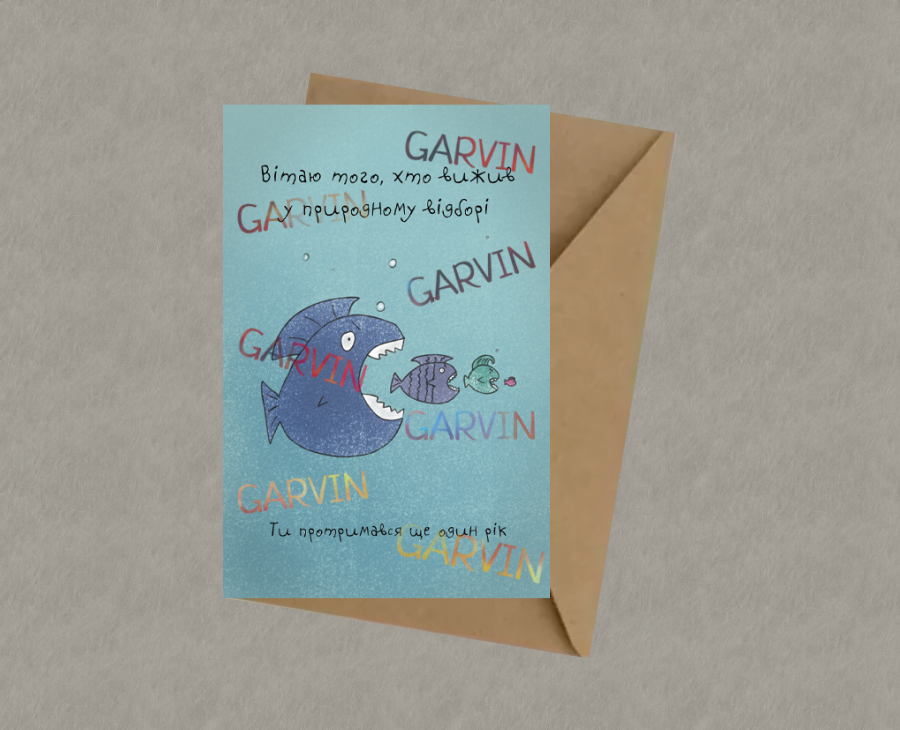 GARVIN
Вітаю того, хто вижив
у природному відборі
GARVIN
GARVIN
GARVIN
GARVIN
GARVIN
Ти протримався ще один рік
GARVIN